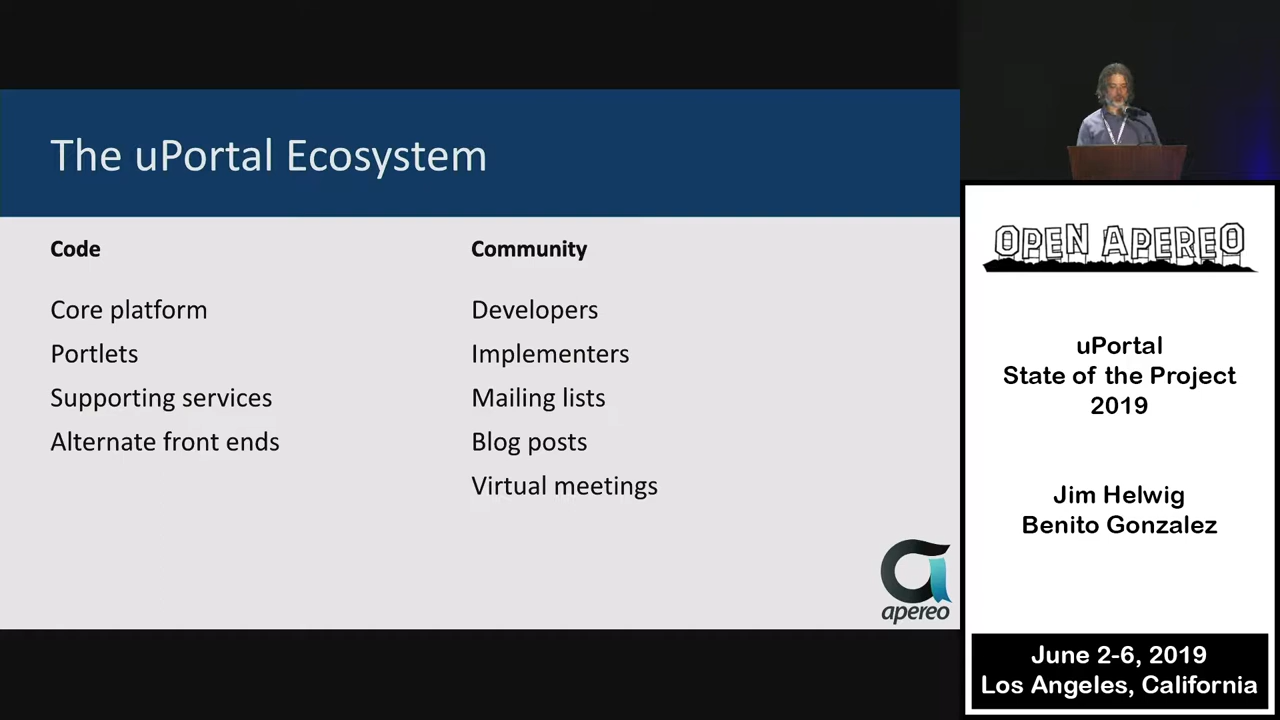 The uPortal Ecosystem
Code
Core platform
Portlets
Supporting services
Alternate front ends
Community
Developers
Implementers
Mailing lists
Blog posts
Virtual meetings
apereo
OPEN APEREO
uPortal
State of the Project
2019
Jim Helwig
Benito Gonzalez
June 2-6, 2019
Los Angeles, California